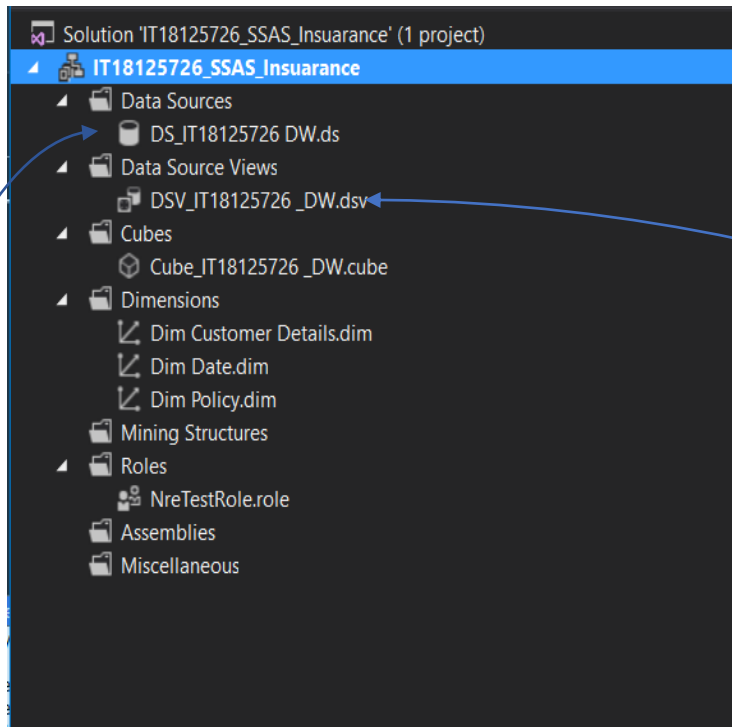 Solution 'IT18125726_SSAS_Insuarance' (1 project)
IT18125726_SSAS_Insuarance
Data Sources
DS_IT18125726 DW.ds
Data Source Views
DSV_IT18125726 _DW.dsv
Cubes
Cube_IT18125726 _DW.cube
Dimensions
Dim Customer Details.dim
Dim Date.dim
Dim Policy.dim
Mining Structures
Roles
NreTestRole.role
Assemblies
Miscellaneous